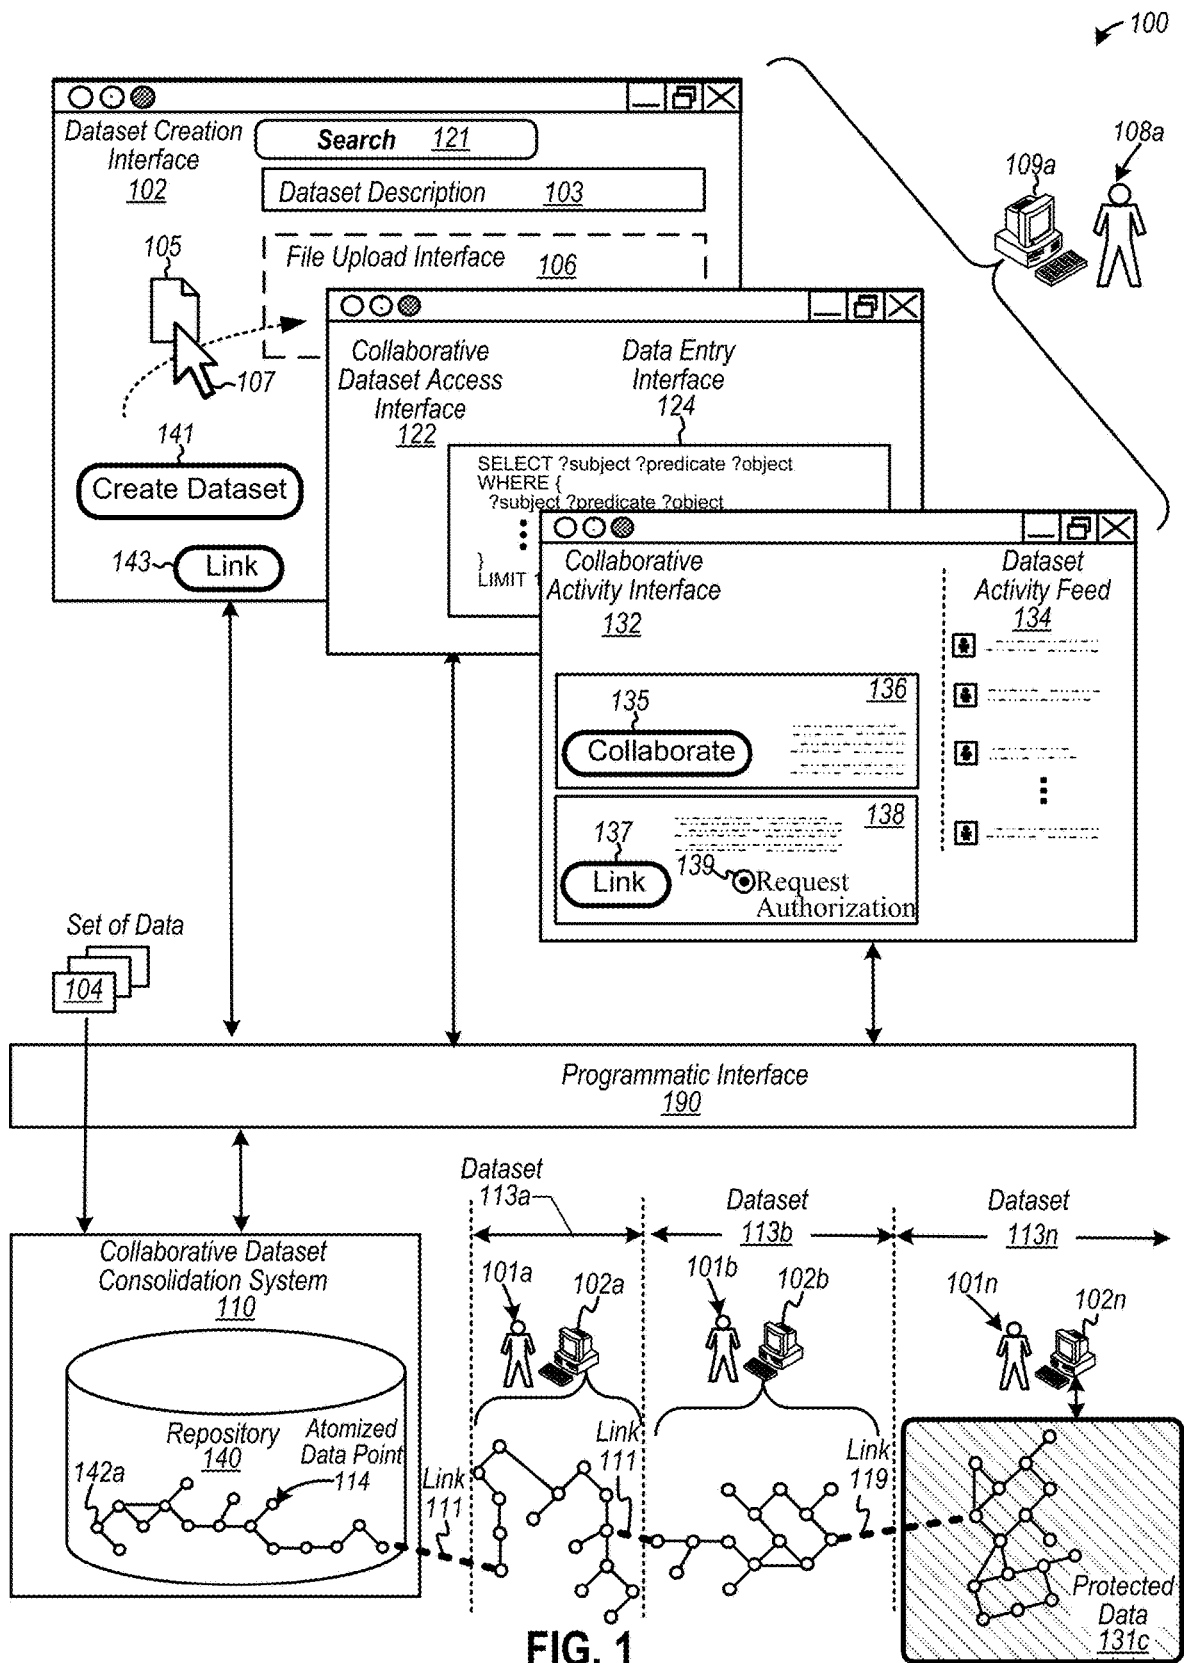 100
Dataset Creation
Interface
102
Search 121
Dataset Description 103
108a
109a
105
File Upload Interface 106
107
Collaborative
Dataset Access
Interface
122
Data Entry
Interface
124
141
Create Dataset
143
Link
SELECT ?subject ?predicate ?object
WHERE {
?subject ?predicate ?object
}
LIMIT 1
Collaborative
Activity Interface
132
Dataset
Activity Feed
134
136
135
Collaborate
138
137
Link
139
Request
Authorization
Set of Data
104
Programmatic Interface
190
Dataset
113a
Dataset
113b
Dataset
113n
Collaborative Dataset
Consolidation System
110
101a
102a
101b
102b
101n
102n
Repository
140
Atomized
Data Point
114
142a
Link
111
Link
111
Link
119
Protected
Data
131c
FIG. 1